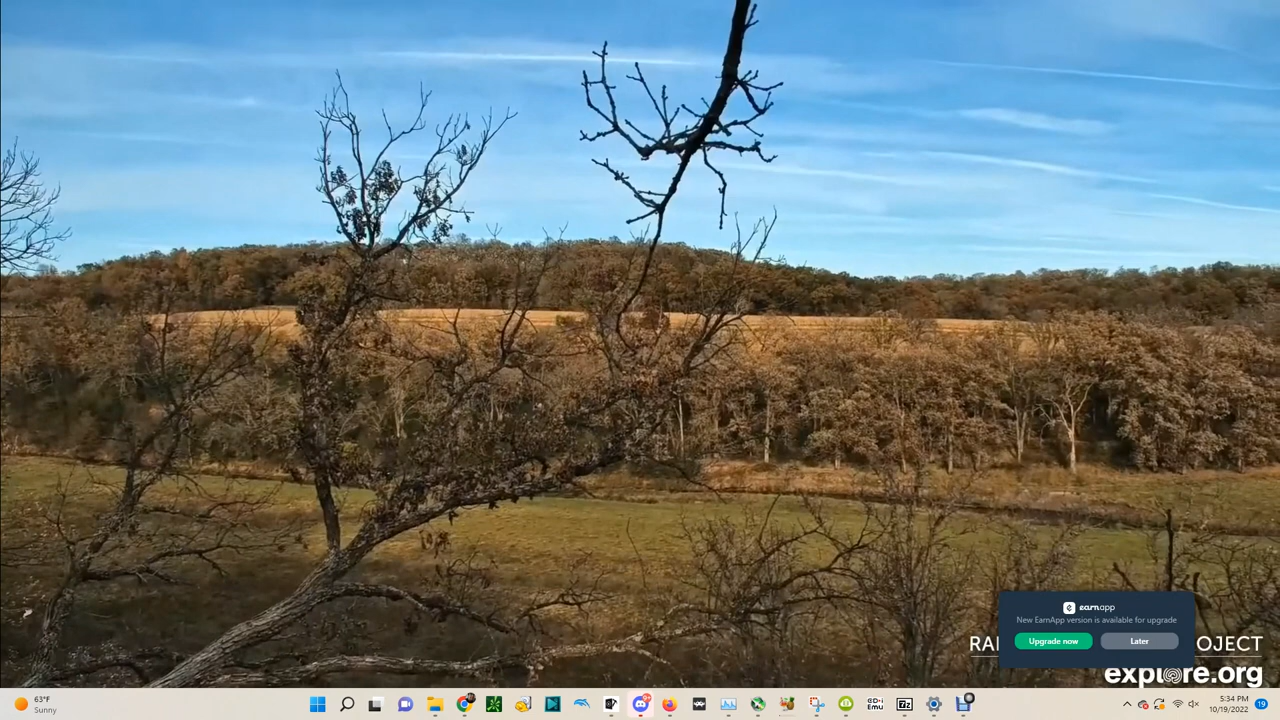 earnapp
New EarnApp version is available for upgrade
Upgrade now
Later
OJECT
explore.org
63°F
Sunny
5:34 PM
10/19/2022
19